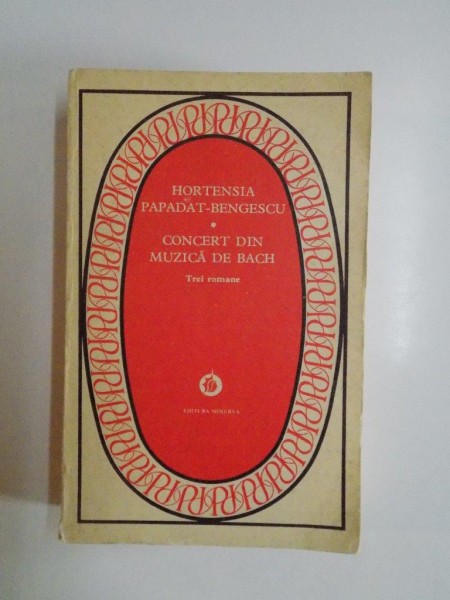 HORTENSIA
PAPADAT-BENGESCU
CONCERT DIN
MUZICĂ DE BACH
Trei romane
EDITURA MINERVA